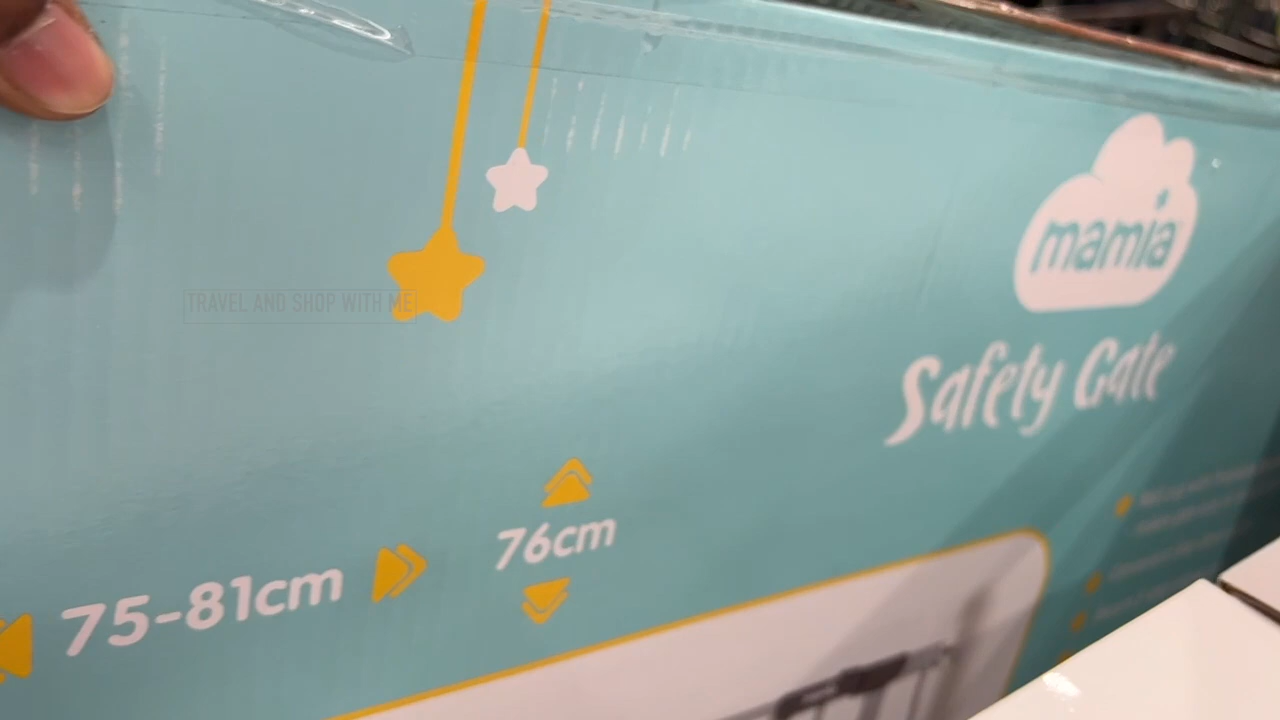 mamia
Safety Gate
TRAVEL AND SHOP WITH ME
76cm
75-81cm